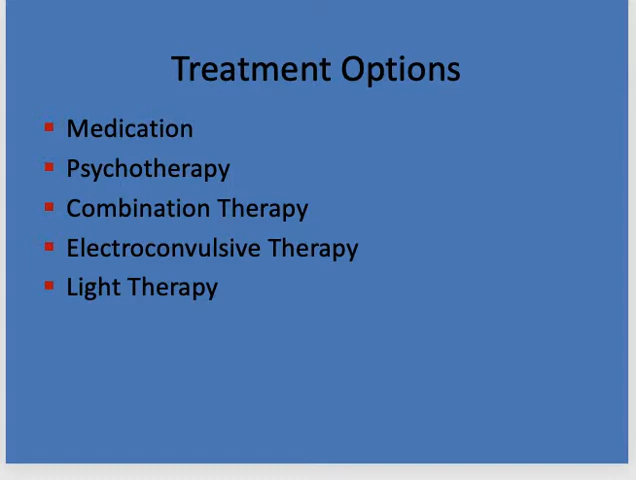 Treatment Options
Medication
Psychotherapy
Combination Therapy
Electroconvulsive Therapy
Light Therapy